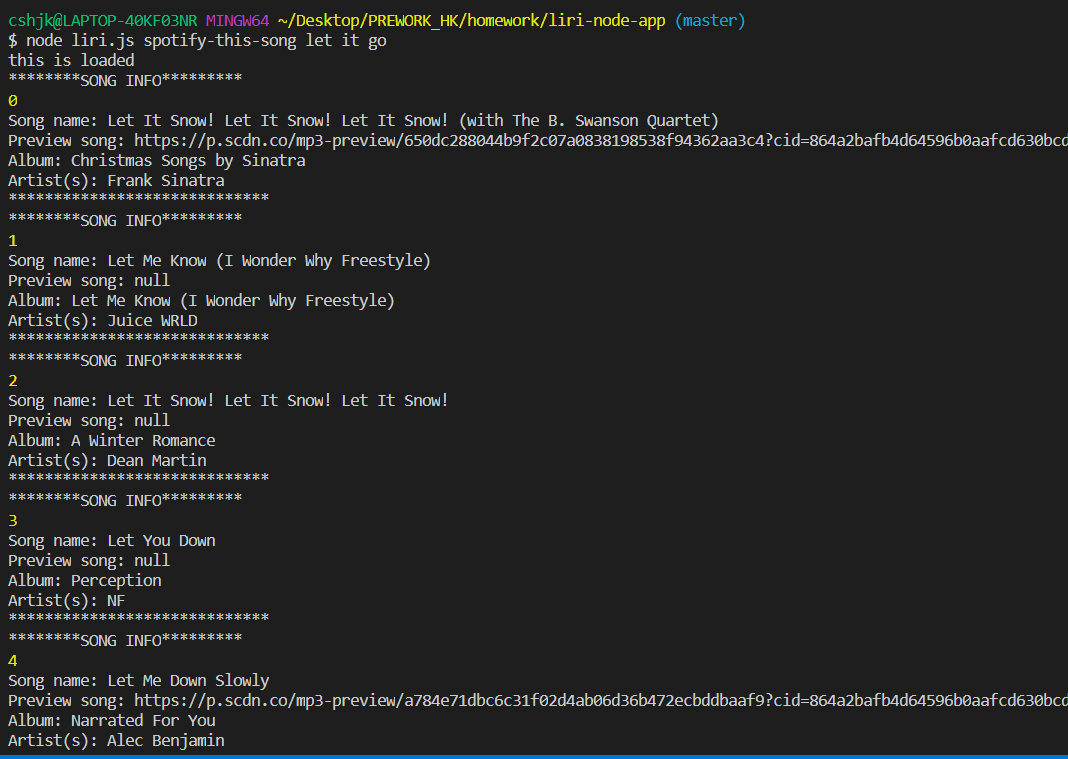 cshjk@LAPTOP-40KF03NR MINGW64 ~/Desktop/PREWORK_HK/homework/liri-node-app (master)
$ node liri.js spotify-this-song let it go
this is loaded
********SONG INFO*********
0
Song name: Let It Snow! Let It Snow! Let It Snow! (with The B. Swanson Quartet)
Preview song: https://p.scdn.co/mp3-preview/650dc288044b9f2c07a0838198538f94362aa3c4?cid=864a2bafb4d64596b0aafcd630bcd
Album: Christmas Songs by Sinatra
Artist(s): Frank Sinatra
*****************************
********SONG INFO*********
1
Song name: Let Me Know (I Wonder Why Freestyle)
Preview song: null
Album: Let Me Know (I Wonder Why Freestyle)
Artist(s): Juice WRLD
*****************************
********SONG INFO*********
2
Song name: Let It Snow! Let It Snow! Let It Snow!
Preview song: null
Album: A Winter Romance
Artist(s): Dean Martin
*****************************
********SONG INFO*********
3
Song name: Let You Down
Preview song: null
Album: Perception
Artist(s): NF
*****************************
********SONG INFO*********
4
Song name: Let Me Down Slowly
Preview song: https://p.scdn.co/mp3-preview/a784e71dbc6c31f02d4ab06d36b472ecbddbaaf9?cid=864a2bafb4d64596b0aafcd630bcd
Album: Narrated For You
Artist(s): Alec Benjamin